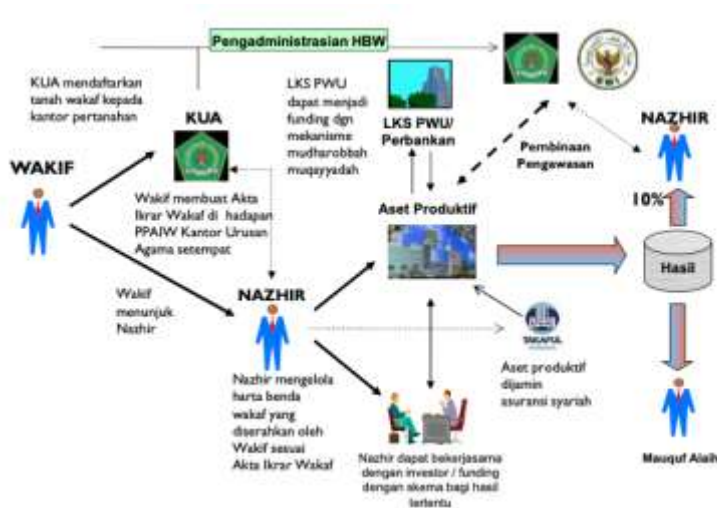 Pengadministrasian HBW
KUA mendaftarkan
tanah wakaf kepada
kantor pertanahan
KUA
LKS PWU
dapat menjadi
funding dgn
mekanisme
mudharobbah
muqayyadah
LKS PWU/
Perbankan
NAZHIR
Pembinaan
Pengawasan
WAKIF
Wakif membuat Akta
Ikrar Wakaf di hadapan
PPAIW Kantor Urusan
Agama setempat
Aset Produktif
10%
Hasil
Wakif
menunjuk
Nazhir
NAZHIR
TAKAFUL
Aset produktif
dijamin
asuransi syariah
Nazhir mengelola
harta benda
wakaf yang
diserahkan oleh
Wakif sesuai
Akta Ikrar Wakaf
Nazhir dapat bekerjasama
dengan investor / funding
dengan skema bagi hasil
tertentu
Mauquf Alaih